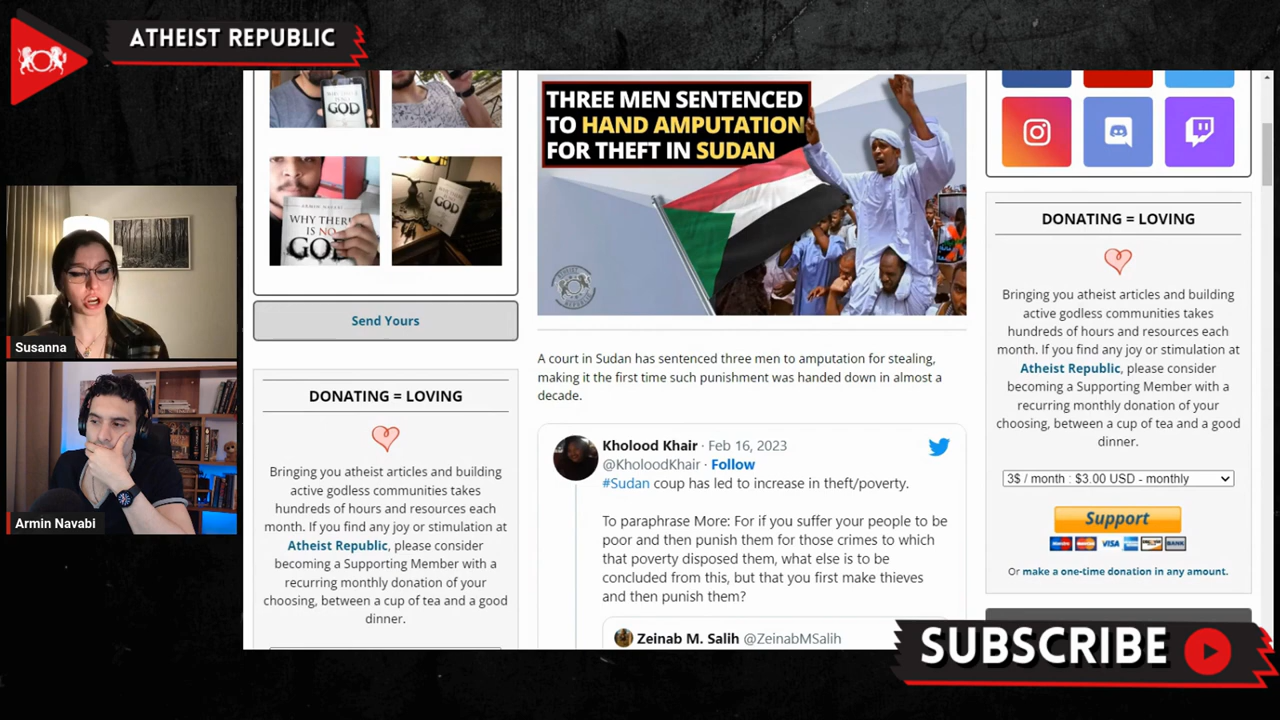 ATHEIST REPUBLIC
Susanna
Armin Navabi
GOD
GOD
ARMIN NAVABI
WHY THERE
IS NO
GOD
Send Yours
DONATING = LOVING
Bringing you atheist articles and building
active godless communities takes
hundreds of hours and resources each
month. If you find any joy or stimulation at
Atheist Republic, please consider
becoming a Supporting Member with a
recurring monthly donation of your
choosing, between a cup of tea and a good
dinner.
THREE MEN SENTENCED
TO HAND AMPUTATION
FOR THEFT IN SUDAN
A court in Sudan has sentenced three men to amputation for stealing,
making it the first time such punishment was handed down in almost a
decade.
Kholood Khair · Feb 16, 2023
@KholoodKhair · Follow
#Sudan coup has led to increase in theft/poverty.
To paraphrase More: For if you suffer your people to be
poor and then punish them for those crimes to which
that poverty disposed them, what else is to be
concluded from this, but that you first make thieves
and then punish them?
Zeinab M. Salih @ZeinabMSalih
DONATING = LOVING
Bringing you atheist articles and building
active godless communities takes
hundreds of hours and resources each
month. If you find any joy or stimulation at
Atheist Republic, please consider
becoming a Supporting Member with a
recurring monthly donation of your
choosing, between a cup of tea and a good
dinner.
3$ / month : $3.00 USD - monthly
Support
VISA
BANK
Or make a one-time donation in any amount.
SUBSCRIBE